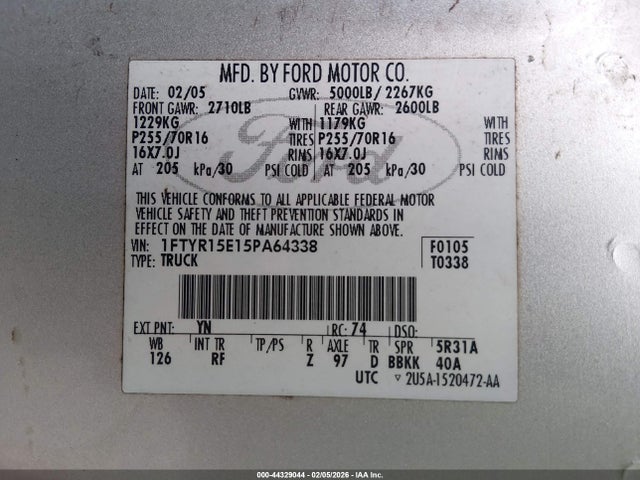 MFD. BY FORD MOTOR CO.
DATE 02/05 GVWR: 5000LB/2267KG
FRONT GAWR: 2710LB REAR GAWR: 2600LB
1229KG WITH 1179KG WITH
P255/70R16 TIRES P255/70R16 TIRES
16X7.0J RIMS 16X7.0J RIMS
AT 205 kPa/30 PSI COLD AT 205 kPa/30 PSI COLD
THIS VEHICLE CONFORMS TO ALL APPLICABLE FEDERAL MOTOR
VEHICLE SAFETY AND THEFT PREVENTION STANDARDS IN
EFFECT ON THE DATE OF MANUFACTURE SHOWN ABOVE.
VIN: 1FTYR15E15PA64338 F0105
TYPE: TRUCK T0338
EXT PNT: YN RC: 74 DSO:
WB INT TR TP/PS R AXLE TR SPR 5R31A
126 RF Z 97 D BBKK 40A
UTC ▽ 2U5A-1520472-AA
Ford
000-44329044 - 02/05/2026 - IAA Inc.